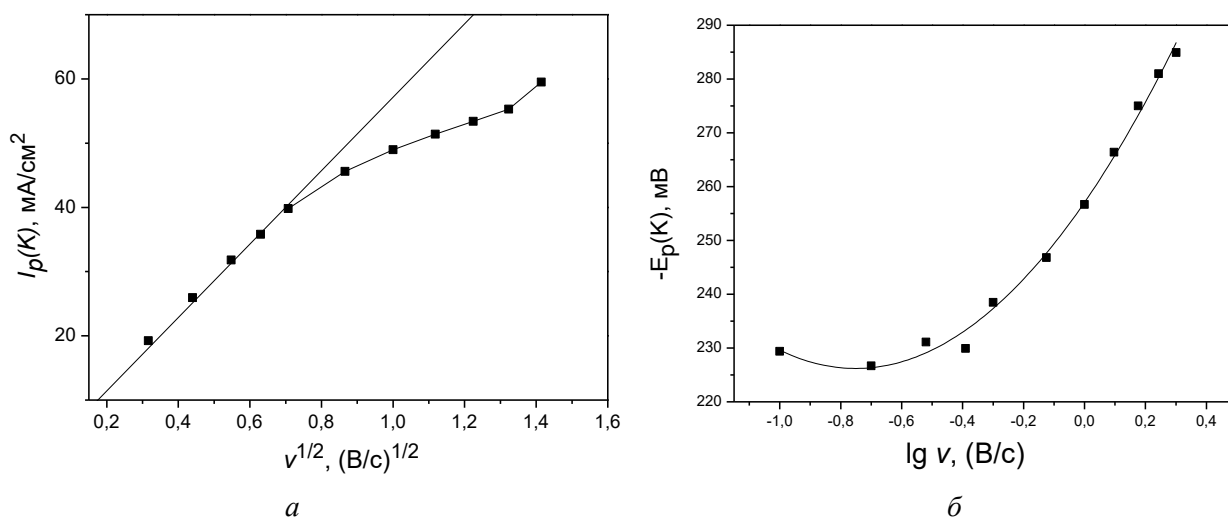 60
40
20
0,2 0,4 0,6 0,8 1,0 1,2 1,4 1,6
I_p(K), мА/см²
ν^{1/2}, (В/с)^{1/2}
а
290
280
270
260
250
240
230
220
-1,0 -0,8 -0,6 -0,4 -0,2 0,0 0,2 0,4
-E_p(K), мВ
lg ν, (В/с)
б